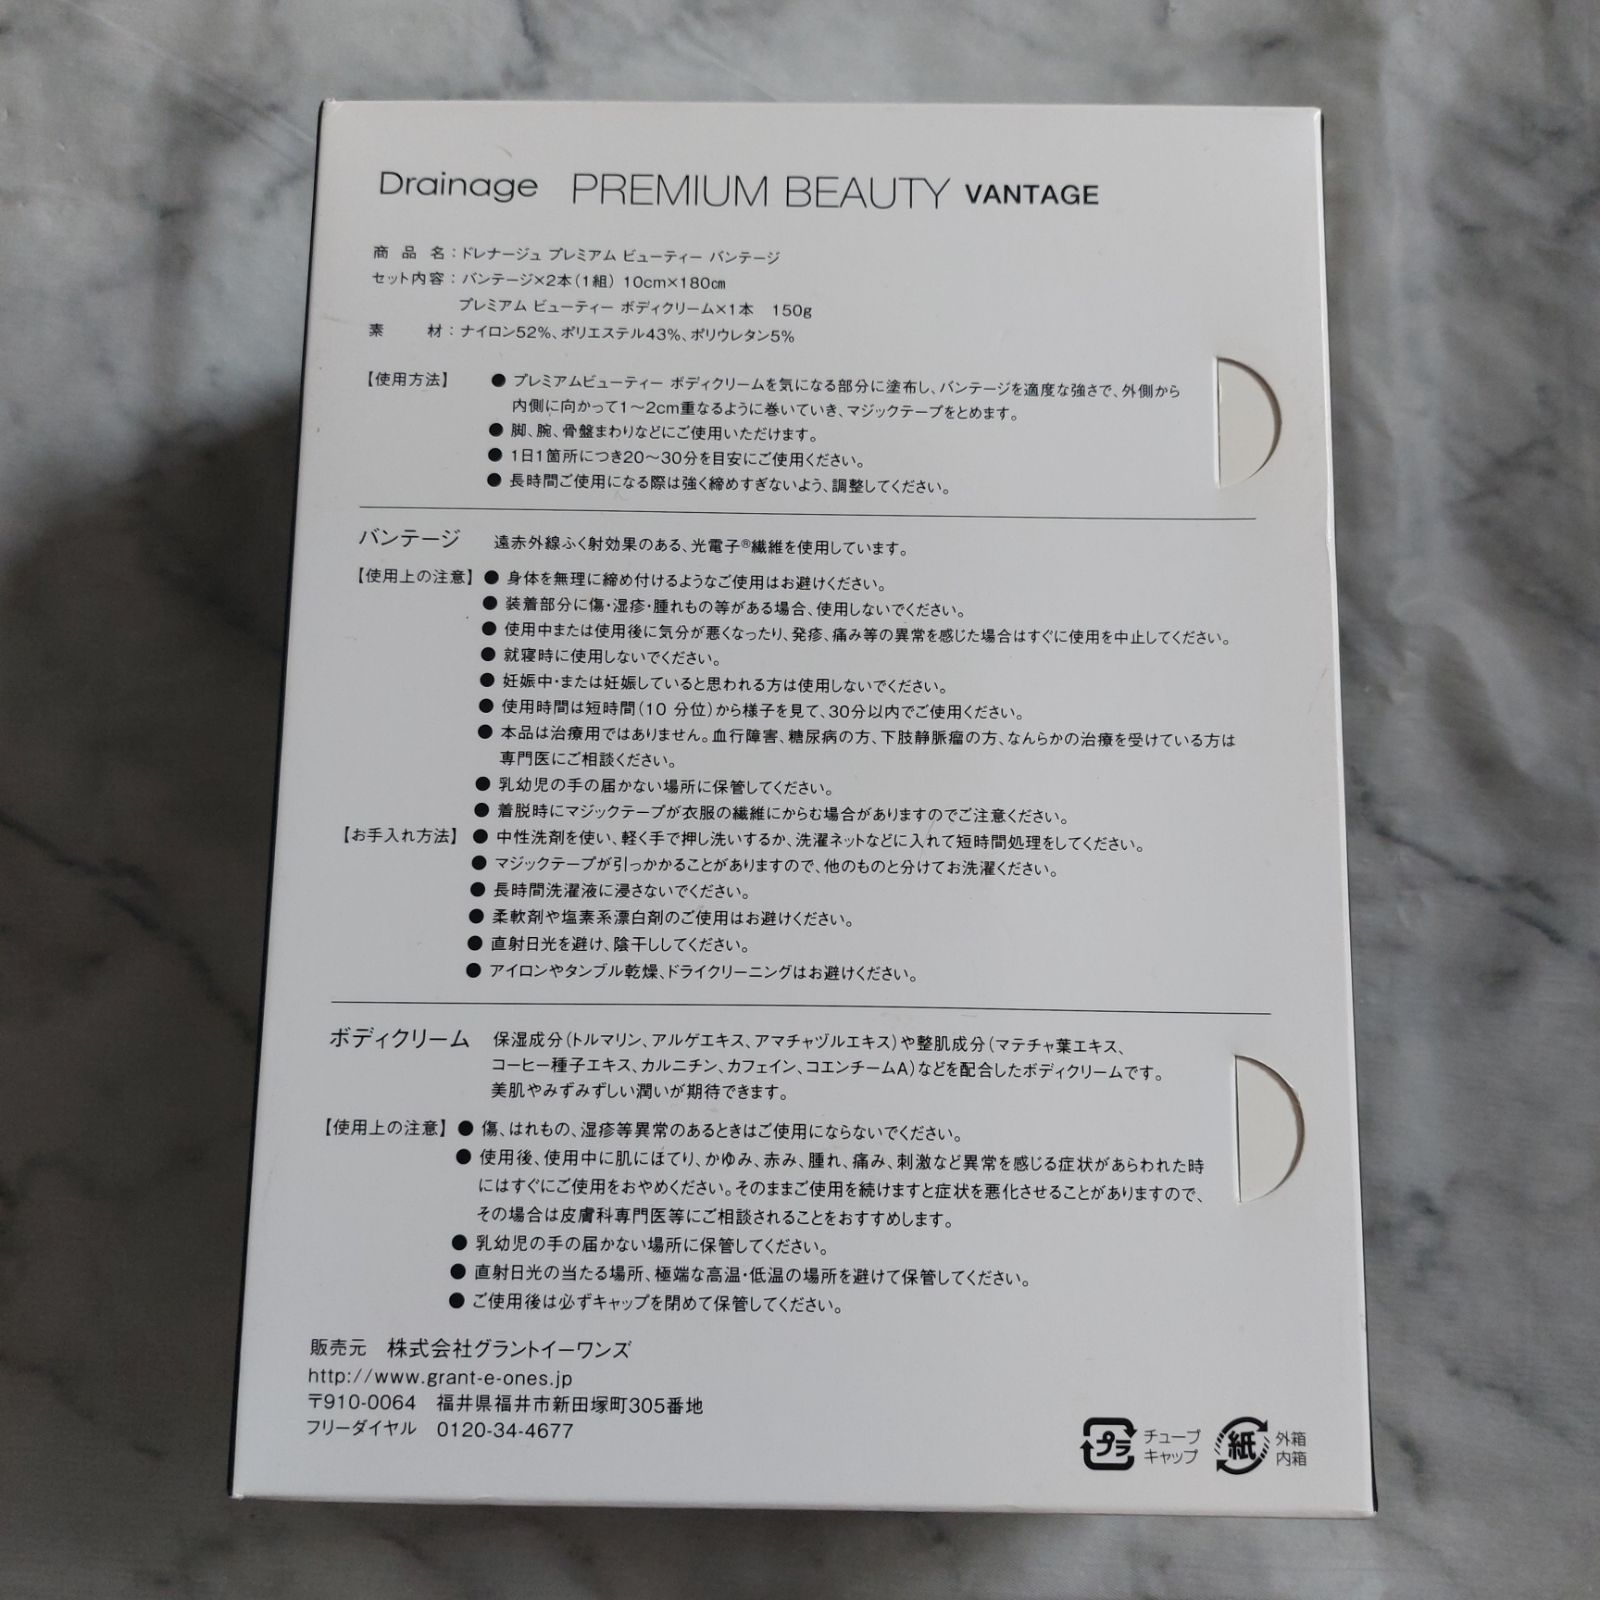 Drainage PREMIUM BEAUTY VANTAGE
商品名：ドレナージュ プレミアム ビューティー バンテージ
セット内容：バンテージ×2本（1組） 10cm×180㎝
プレミアム ビューティー ボディクリーム×1本 150g
素材：ナイロン52%、ポリエステル43%、ポリウレタン5%
【使用方法】 ● プレミアムビューティー ボディクリームを気になる部分に塗布し、バンテージを適度な強さで、外側から
内側に向かって1〜2cm重なるように巻いていき、マジックテープをとめます。
● 脚、腕、骨盤まわりなどにご使用いただけます。
● 1日1箇所につき20〜30分を目安にご使用ください。
● 長時間ご使用になる際は強く締めすぎないよう、調整してください。
バンテージ 遠赤外線ふく射効果のある、光電子®繊維を使用しています。
【使用上の注意】 ● 身体を無理に締め付けるようなご使用はお避けください。
● 装着部分に傷・湿疹・腫れもの等がある場合、使用しないでください。
● 使用中または使用後に気分が悪くなったり、発疹、痛み等の異常を感じた場合はすぐに使用を中止してください。
● 就寝時に使用しないでください。
● 妊娠中・または妊娠していると思われる方は使用しないでください。
● 使用時間は短時間（10 分位）から様子を見て、30分以内でご使用ください。
● 本品は治療用ではありません。血行障害、糖尿病の方、下肢静脈瘤の方、なんらかの治療を受けている方は
専門医にご相談ください。
● 乳幼児の手の届かない場所に保管してください。
● 着脱時にマジックテープが衣服の繊維にからむ場合がありますのでご注意ください。
【お手入れ方法】 ● 中性洗剤を使い、軽く手で押し洗いするか、洗濯ネットなどに入れて短時間処理をしてください。
● マジックテープが引っかかることがありますので、他のものと分けてお洗濯ください。
● 長時間洗濯液に浸さないでください。
● 柔軟剤や塩素系漂白剤のご使用はお避けください。
● 直射日光を避け、陰干ししてください。
● アイロンやタンブル乾燥、ドライクリーニングはお避けください。
ボディクリーム 保湿成分（トルマリン、アルゲエキス、アマチャヅルエキス）や整肌成分（マテチャ葉エキス、
コーヒー種子エキス、カルニチン、カフェイン、コエンチームA）などを配合したボディクリームです。
美肌やみずみずしい潤いが期待できます。
【使用上の注意】 ● 傷、はれもの、湿疹等異常のあるときはご使用にならないでください。
● 使用後、使用中に肌にほてり、かゆみ、赤み、腫れ、痛み、刺激など異常を感じる症状があらわれた時
にはすぐにご使用をおやめください。そのままご使用を続けますと症状を悪化させることがありますので、
その場合は皮膚科専門医等にご相談されることをおすすめします。
● 乳幼児の手の届かない場所に保管してください。
● 直射日光の当たる場所、極端な高温・低温の場所を避けて保管してください。
● ご使用後は必ずキャップを閉めて保管してください。
販売元 株式会社グラントイーワンズ
http://www.grant-e-ones.jp
〒910-0064 福井県福井市新田塚町305番地
フリーダイヤル 0120-34-4677
プラ チューブ キャップ
紙 外箱 内箱